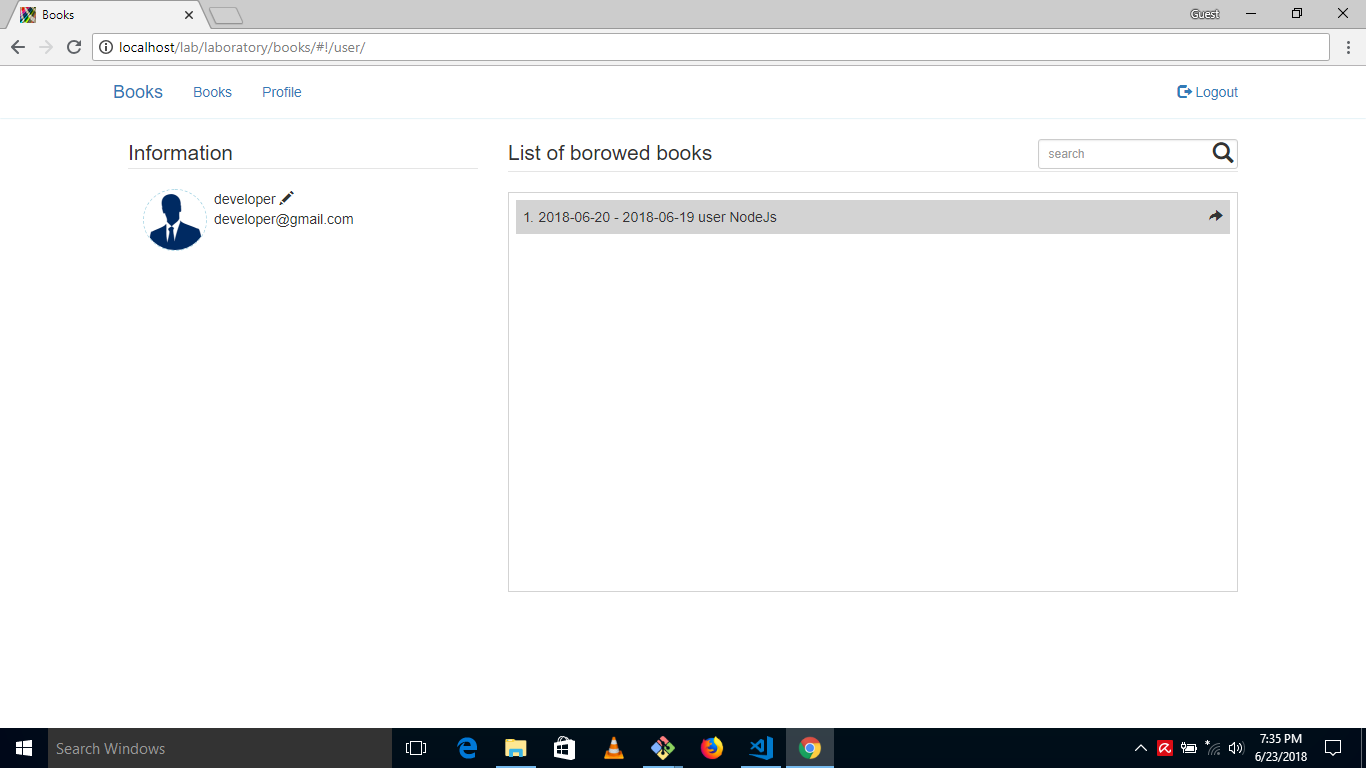 Books
Guest
localhost/lab/laboratory/books/#!/user/
Books Books Profile Logout
Information
developer
developer@gmail.com
List of borowed books
search
1. 2018-06-20 - 2018-06-19 user NodeJs
Search Windows
7:35 PM
6/23/2018